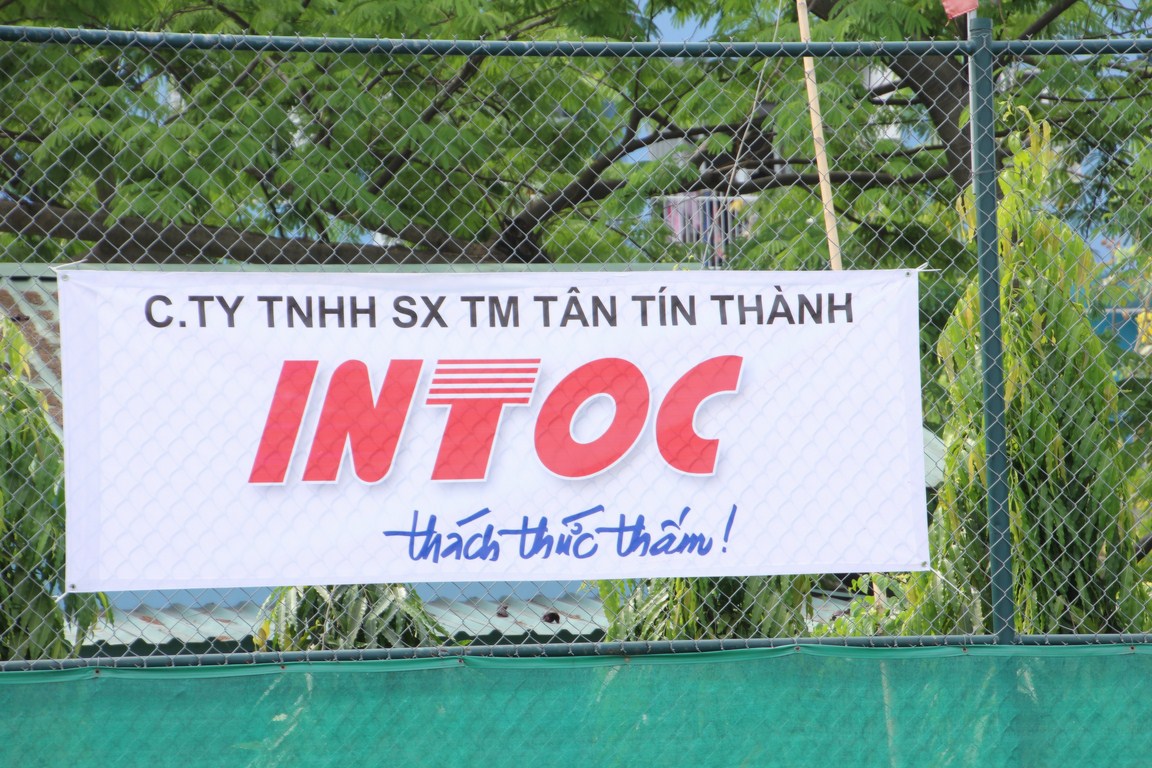 C.TY TNHH SX TM TÂN TÍN THÀNH
INTOC
thách thức thấm!